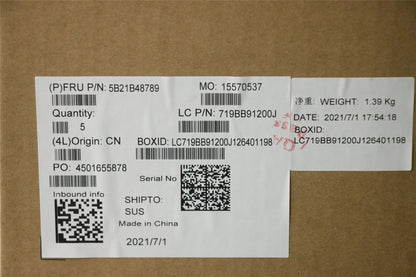 (P)FRU P/N: 5B21B48789
MO: 15570537
Quantity:
5
LC P/N: 719BB91200J
(4L)Origin: CN
BOXID: LC719BB91200J126401198
PO: 4501655878
Serial No
Inbound info
SHIPTO:
SUS
Made in China
2021/7/1
净重: WEIGHT: 1.39 Kg
DATE: 2021/7/1 17:54:18
BOXID:
LC719BB91200J126401198